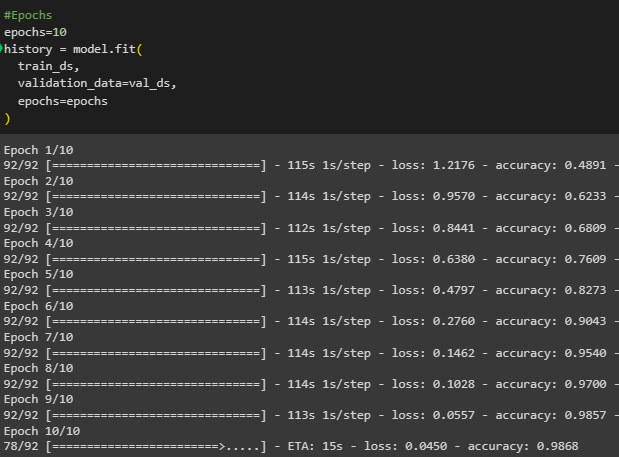 #Epochs
epochs=10
history = model.fit(
  train_ds,
  validation_data=val_ds,
  epochs=epochs
)
Epoch 1/10
92/92 [==============================] - 115s 1s/step - loss: 1.2176 - accuracy: 0.4891 -
Epoch 2/10
92/92 [==============================] - 114s 1s/step - loss: 0.9570 - accuracy: 0.6233 -
Epoch 3/10
92/92 [==============================] - 112s 1s/step - loss: 0.8441 - accuracy: 0.6809 -
Epoch 4/10
92/92 [==============================] - 115s 1s/step - loss: 0.6380 - accuracy: 0.7609 -
Epoch 5/10
92/92 [==============================] - 113s 1s/step - loss: 0.4797 - accuracy: 0.8273 -
Epoch 6/10
92/92 [==============================] - 114s 1s/step - loss: 0.2760 - accuracy: 0.9043 -
Epoch 7/10
92/92 [==============================] - 114s 1s/step - loss: 0.1462 - accuracy: 0.9540 -
Epoch 8/10
92/92 [==============================] - 114s 1s/step - loss: 0.1028 - accuracy: 0.9700 -
Epoch 9/10
92/92 [==============================] - 113s 1s/step - loss: 0.0557 - accuracy: 0.9857 -
Epoch 10/10
78/92 [========================>.....] - ETA: 15s - loss: 0.0450 - accuracy: 0.9868